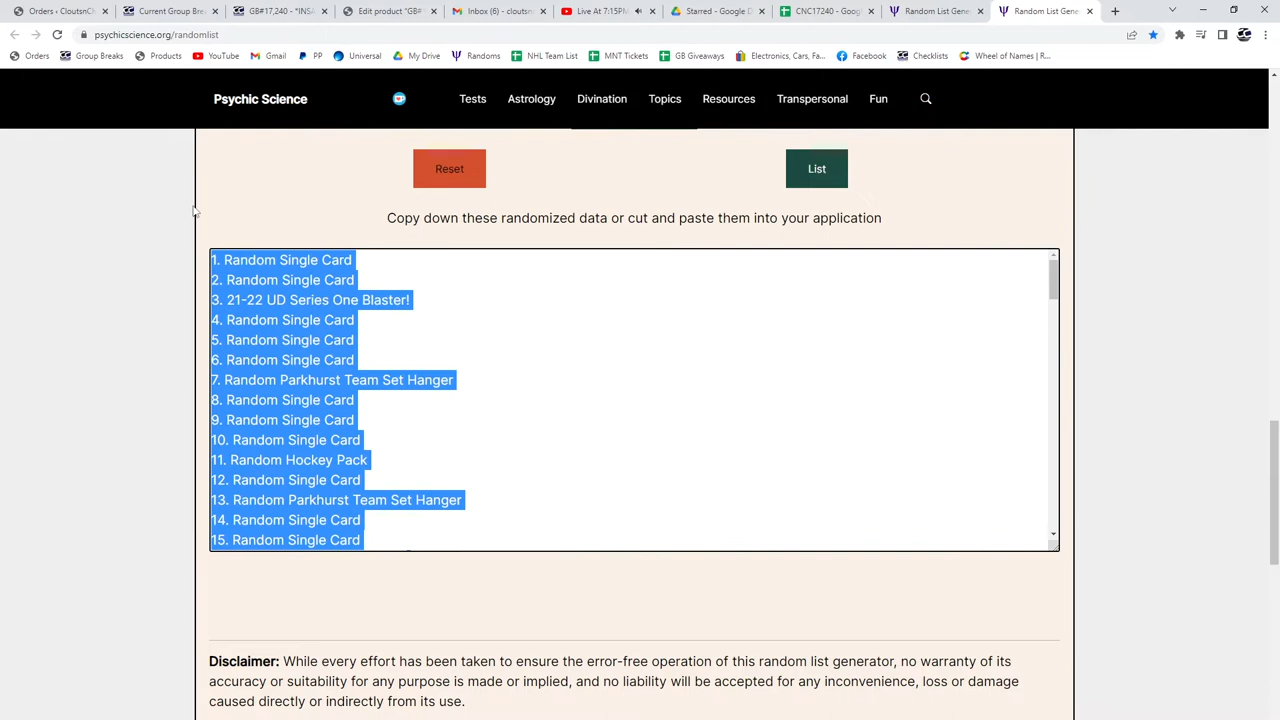 Orders ‹ CloutsnCh
Current Group Brea
GB#17,240 - "INSA
Edit product "GB#
Inbox (6) - cloutsn
Live At 7:15PM
Starred - Google D
CNC17240 - Goog
Random List Gene
Random List Gene
psychicscience.org/randomlist
Orders
Group Breaks
Products
YouTube
Gmail
PP
Universal
My Drive
Randoms
NHL Team List
MNT Tickets
GB Giveaways
Electronics, Cars, Fa...
Facebook
Checklists
Wheel of Names | R...
Psychic Science
Tests
Astrology
Divination
Topics
Resources
Transpersonal
Fun
Reset
List
Copy down these randomized data or cut and paste them into your application
1. Random Single Card
2. Random Single Card
3. 21-22 UD Series One Blaster!
4. Random Single Card
5. Random Single Card
6. Random Single Card
7. Random Parkhurst Team Set Hanger
8. Random Single Card
9. Random Single Card
10. Random Single Card
11. Random Hockey Pack
12. Random Single Card
13. Random Parkhurst Team Set Hanger
14. Random Single Card
15. Random Single Card
Disclaimer: While every effort has been taken to ensure the error-free operation of this random list generator, no warranty of its
accuracy or suitability for any purpose is made or implied, and no liability will be accepted for any inconvenience, loss or damage
caused directly or indirectly from its use.